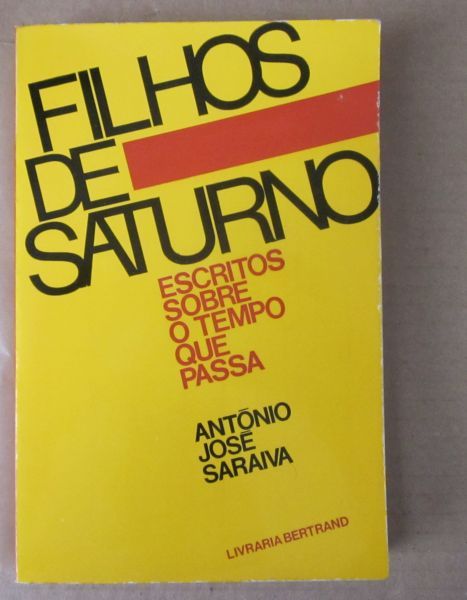 FILHOS
DE
SATURNO
ESCRITOS
SOBRE
O TEMPO
QUE
PASSA
ANTÓNIO
JOSÉ
SARAIVA
LIVRARIA BERTRAND